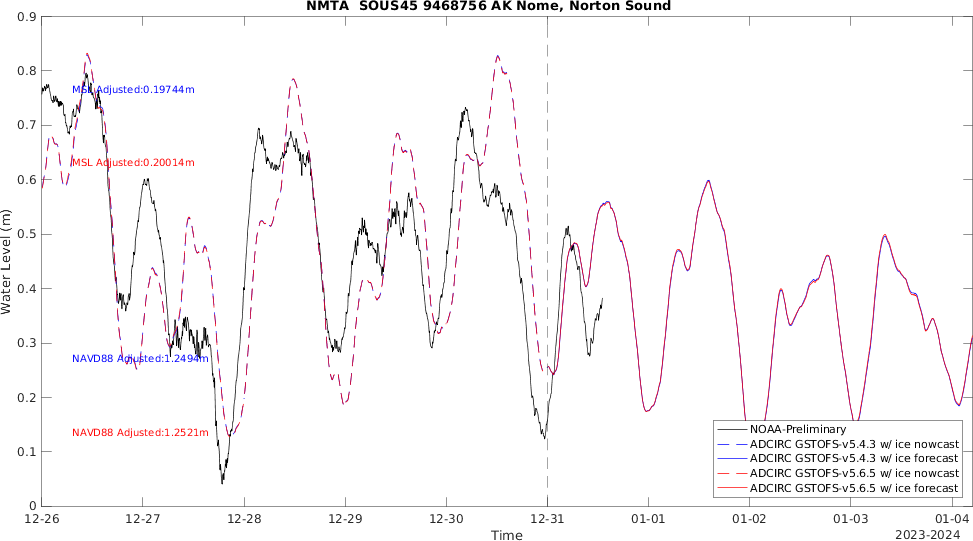 NMTA SOUS45 9468756 AK Nome, Norton Sound
Water Level (m)
0.9
0.8
0.7
0.6
0.5
0.4
0.3
0.2
0.1
0
MSL Adjusted:0.19744m
MSL Adjusted:0.20014m
NAVD88 Adjusted:1.2494m
NAVD88 Adjusted:1.2521m
NOAA-Preliminary
ADCIRC GSTOFS-v5.4.3 w/ ice nowcast
ADCIRC GSTOFS-v5.4.3 w/ ice forecast
ADCIRC GSTOFS-v5.6.5 w/ ice nowcast
ADCIRC GSTOFS-v5.6.5 w/ ice forecast
12-26 12-27 12-28 12-29 12-30 12-31 01-01 01-02 01-03 01-04
Time
2023-2024